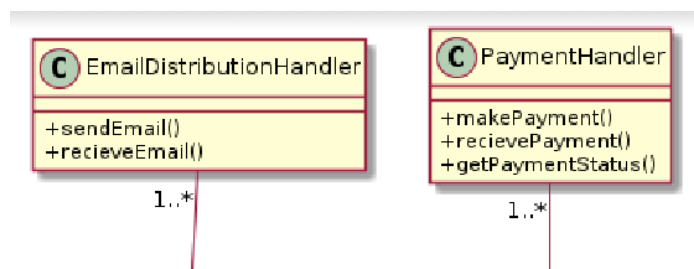 C EmailDistributionHandler
+sendEmail()
+recieveEmail()
1..*
C PaymentHandler
+makePayment()
+recievePayment()
+getPaymentStatus()
1..*